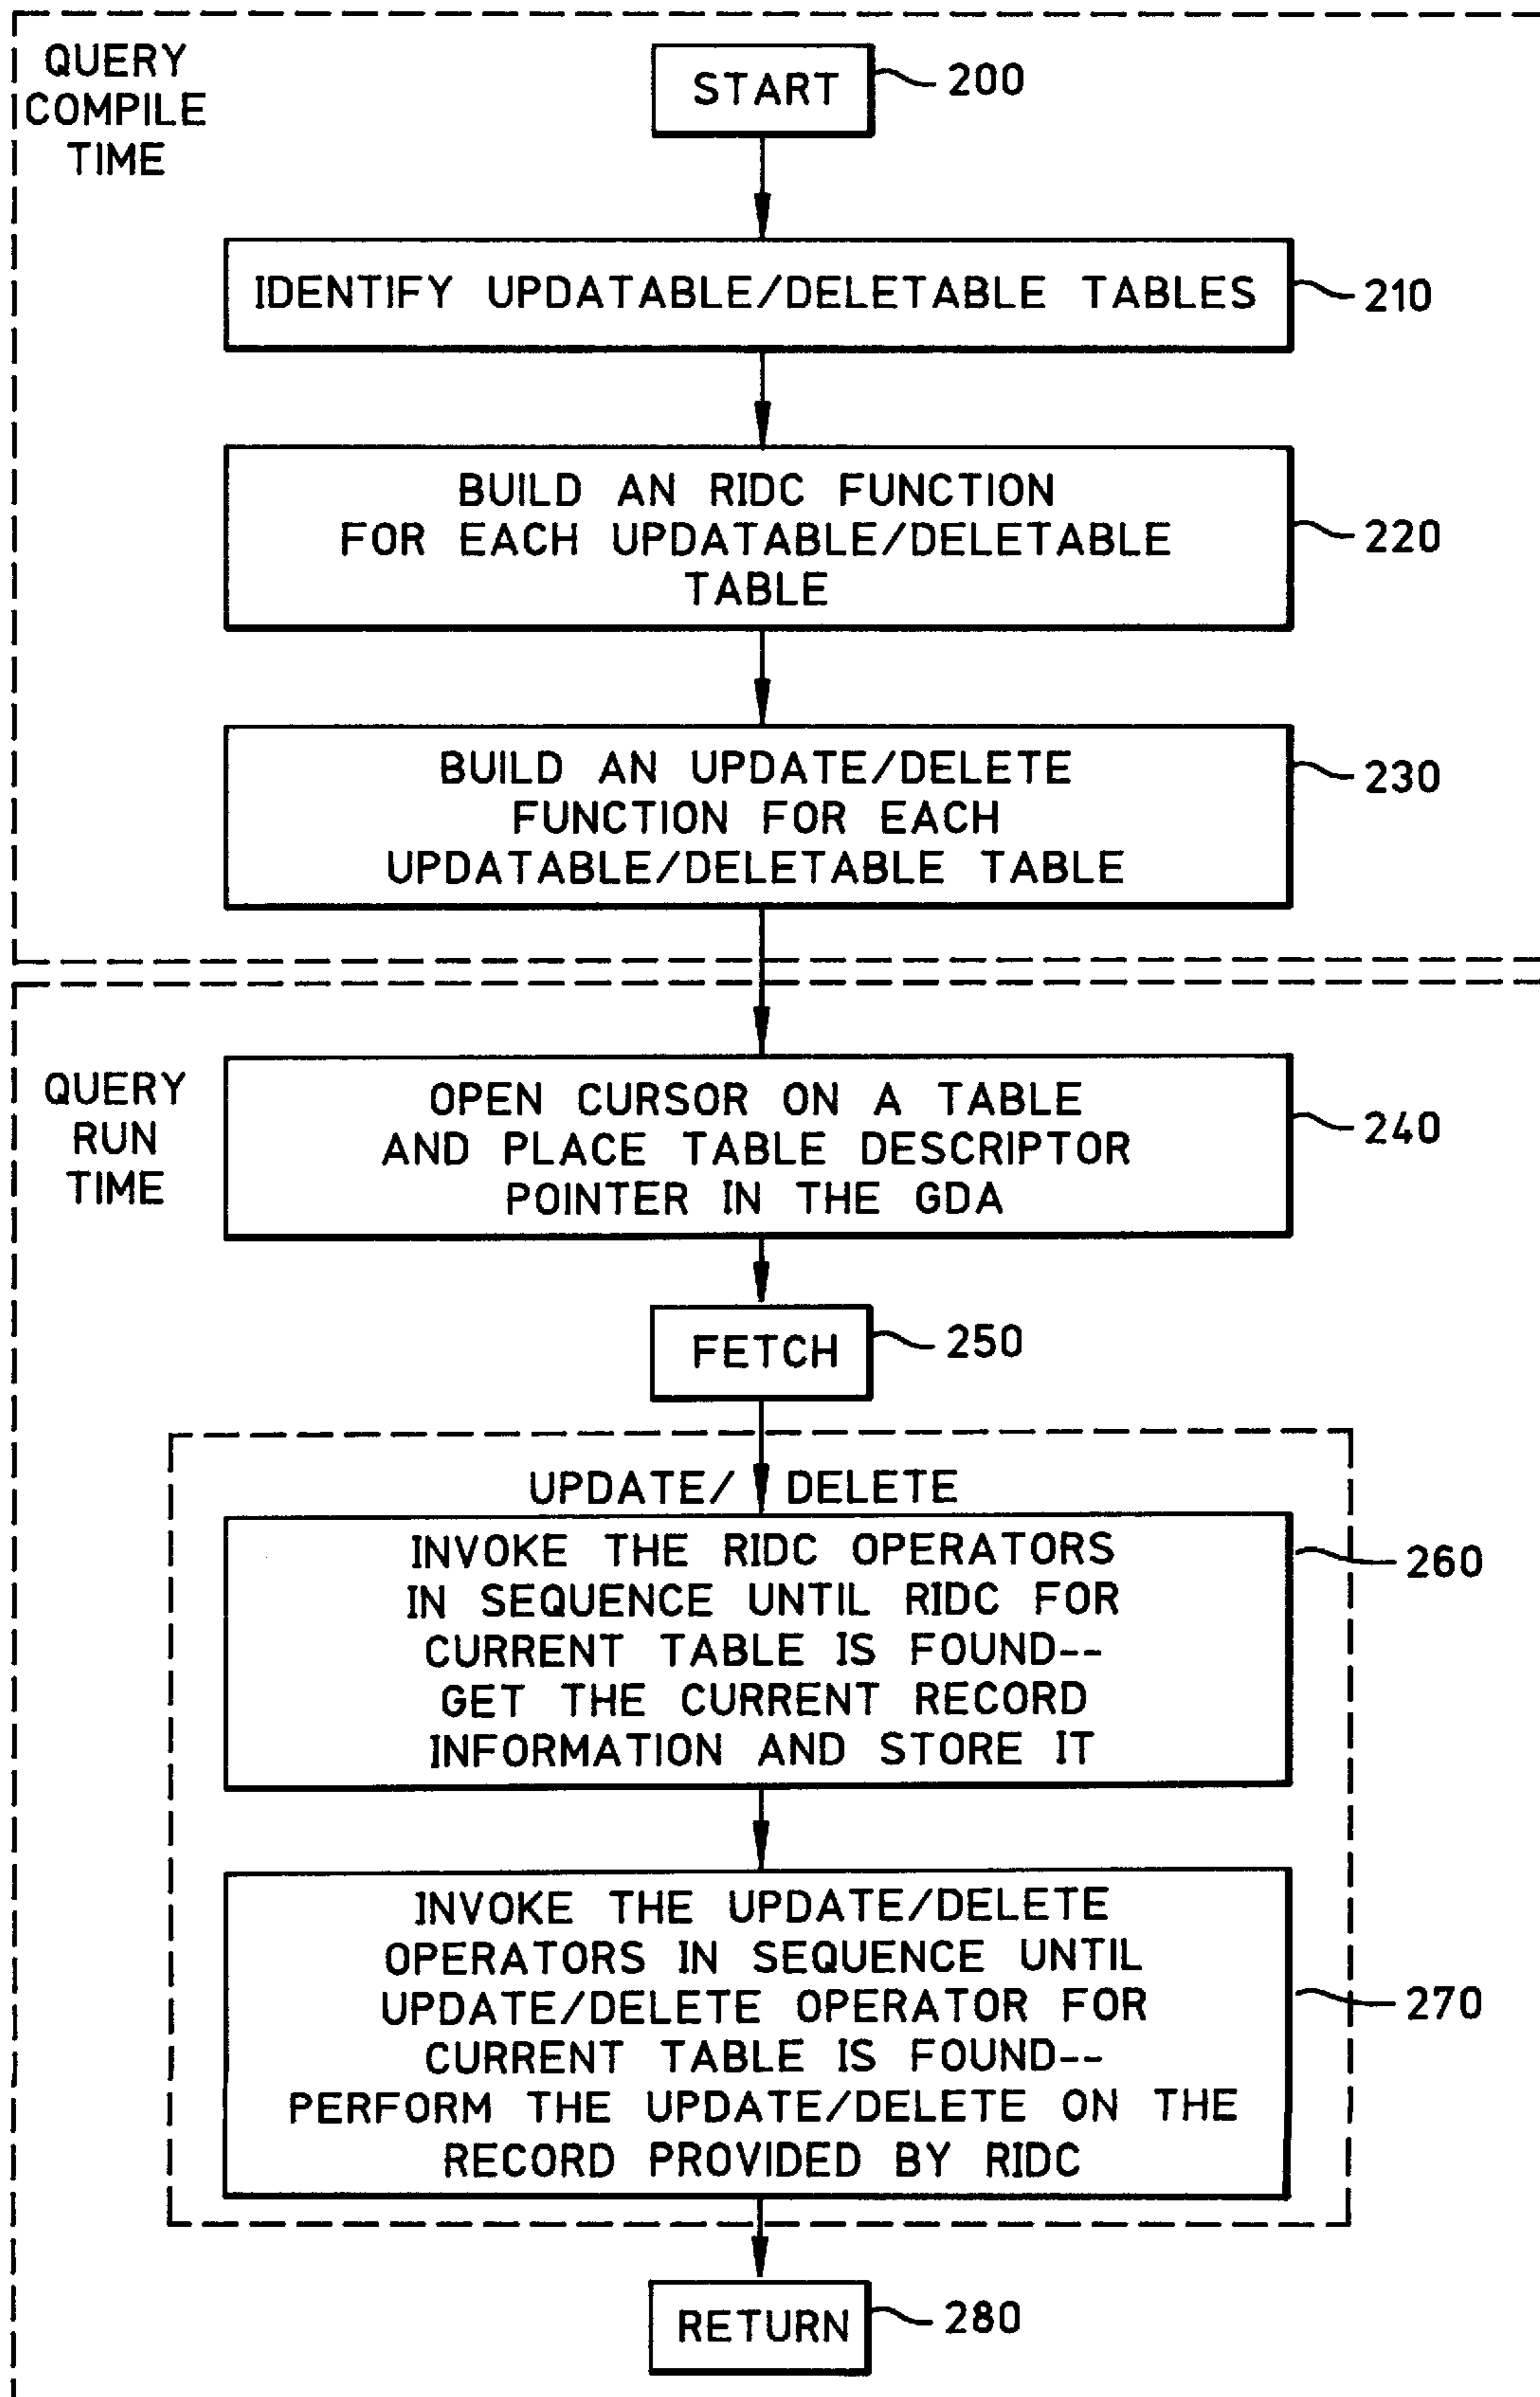 QUERY
COMPILE
TIME
START
200
IDENTIFY UPDATABLE/DELETABLE TABLES
210
BUILD AN RIDC FUNCTION
FOR EACH UPDATABLE/DELETABLE
TABLE
220
BUILD AN UPDATE/DELETE
FUNCTION FOR EACH
UPDATABLE/DELETABLE TABLE
230
QUERY
RUN
TIME
OPEN CURSOR ON A TABLE
AND PLACE TABLE DESCRIPTOR
POINTER IN THE GDA
240
FETCH
250
UPDATE/ DELETE
INVOKE THE RIDC OPERATORS
IN SEQUENCE UNTIL RIDC FOR
CURRENT TABLE IS FOUND--
GET THE CURRENT RECORD
INFORMATION AND STORE IT
260
INVOKE THE UPDATE/DELETE
OPERATORS IN SEQUENCE UNTIL
UPDATE/DELETE OPERATOR FOR
CURRENT TABLE IS FOUND--
PERFORM THE UPDATE/DELETE ON THE
RECORD PROVIDED BY RIDC
270
RETURN
280